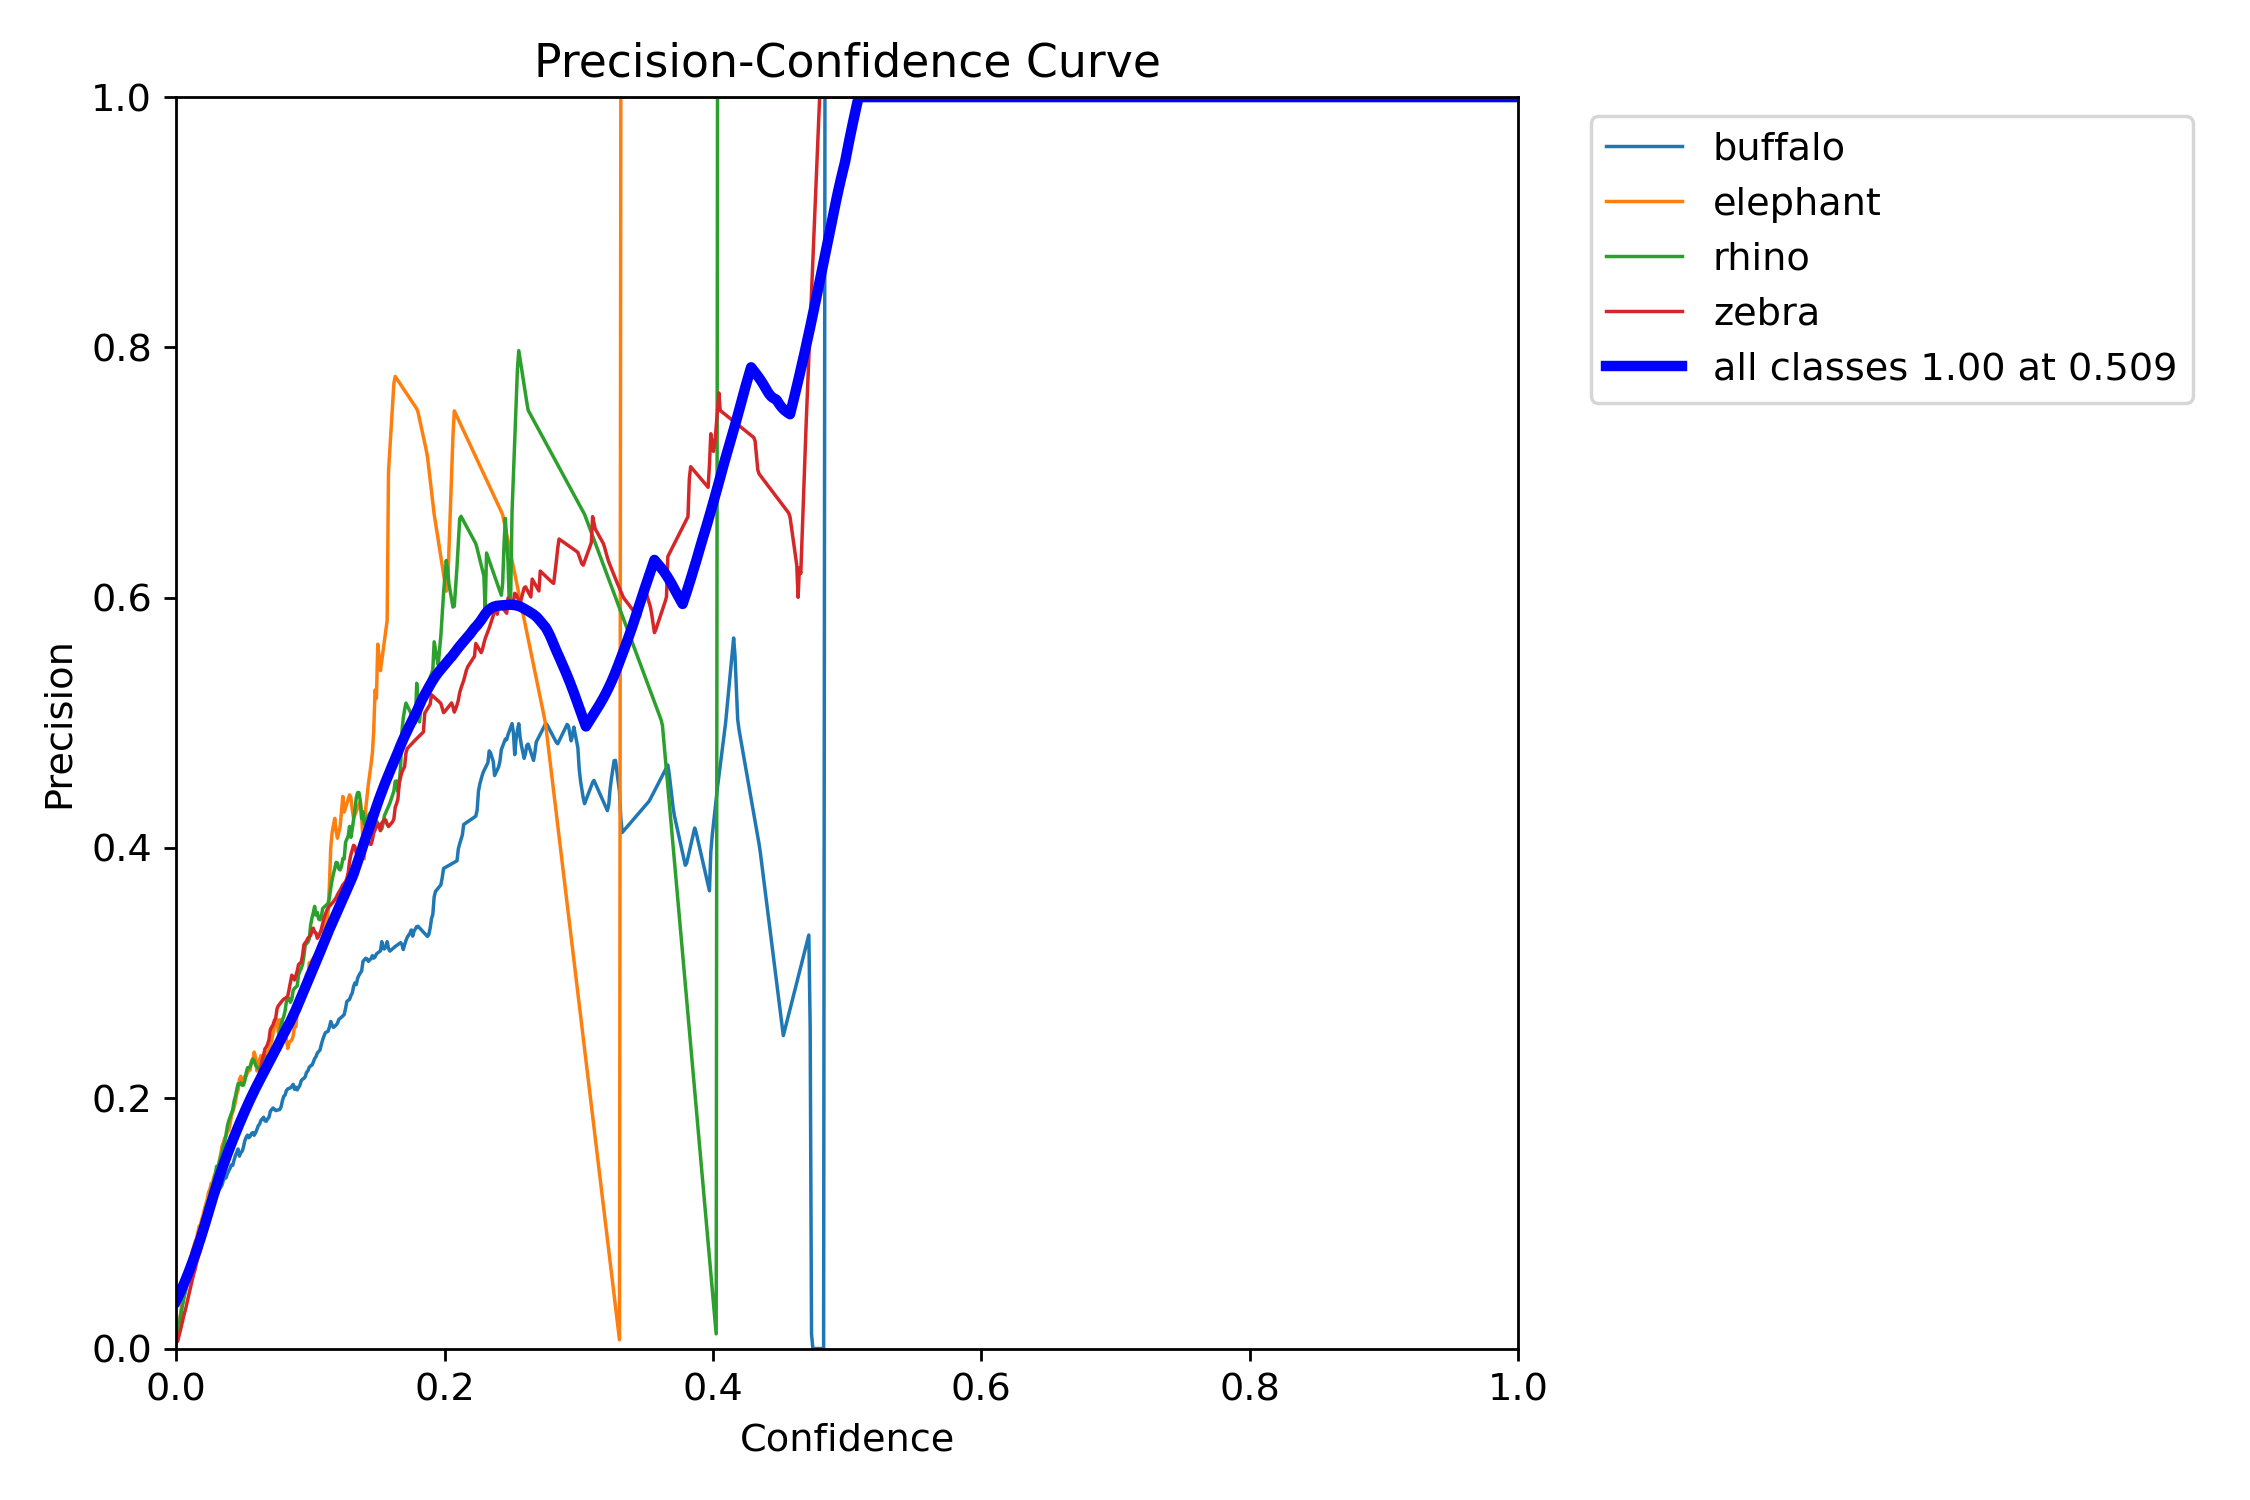 Precision-Confidence Curve
1.0
0.8
0.6
0.4
0.2
0.0
Precision
0.0 0.2 0.4 0.6 0.8 1.0
Confidence
buffalo
elephant
rhino
zebra
all classes 1.00 at 0.509